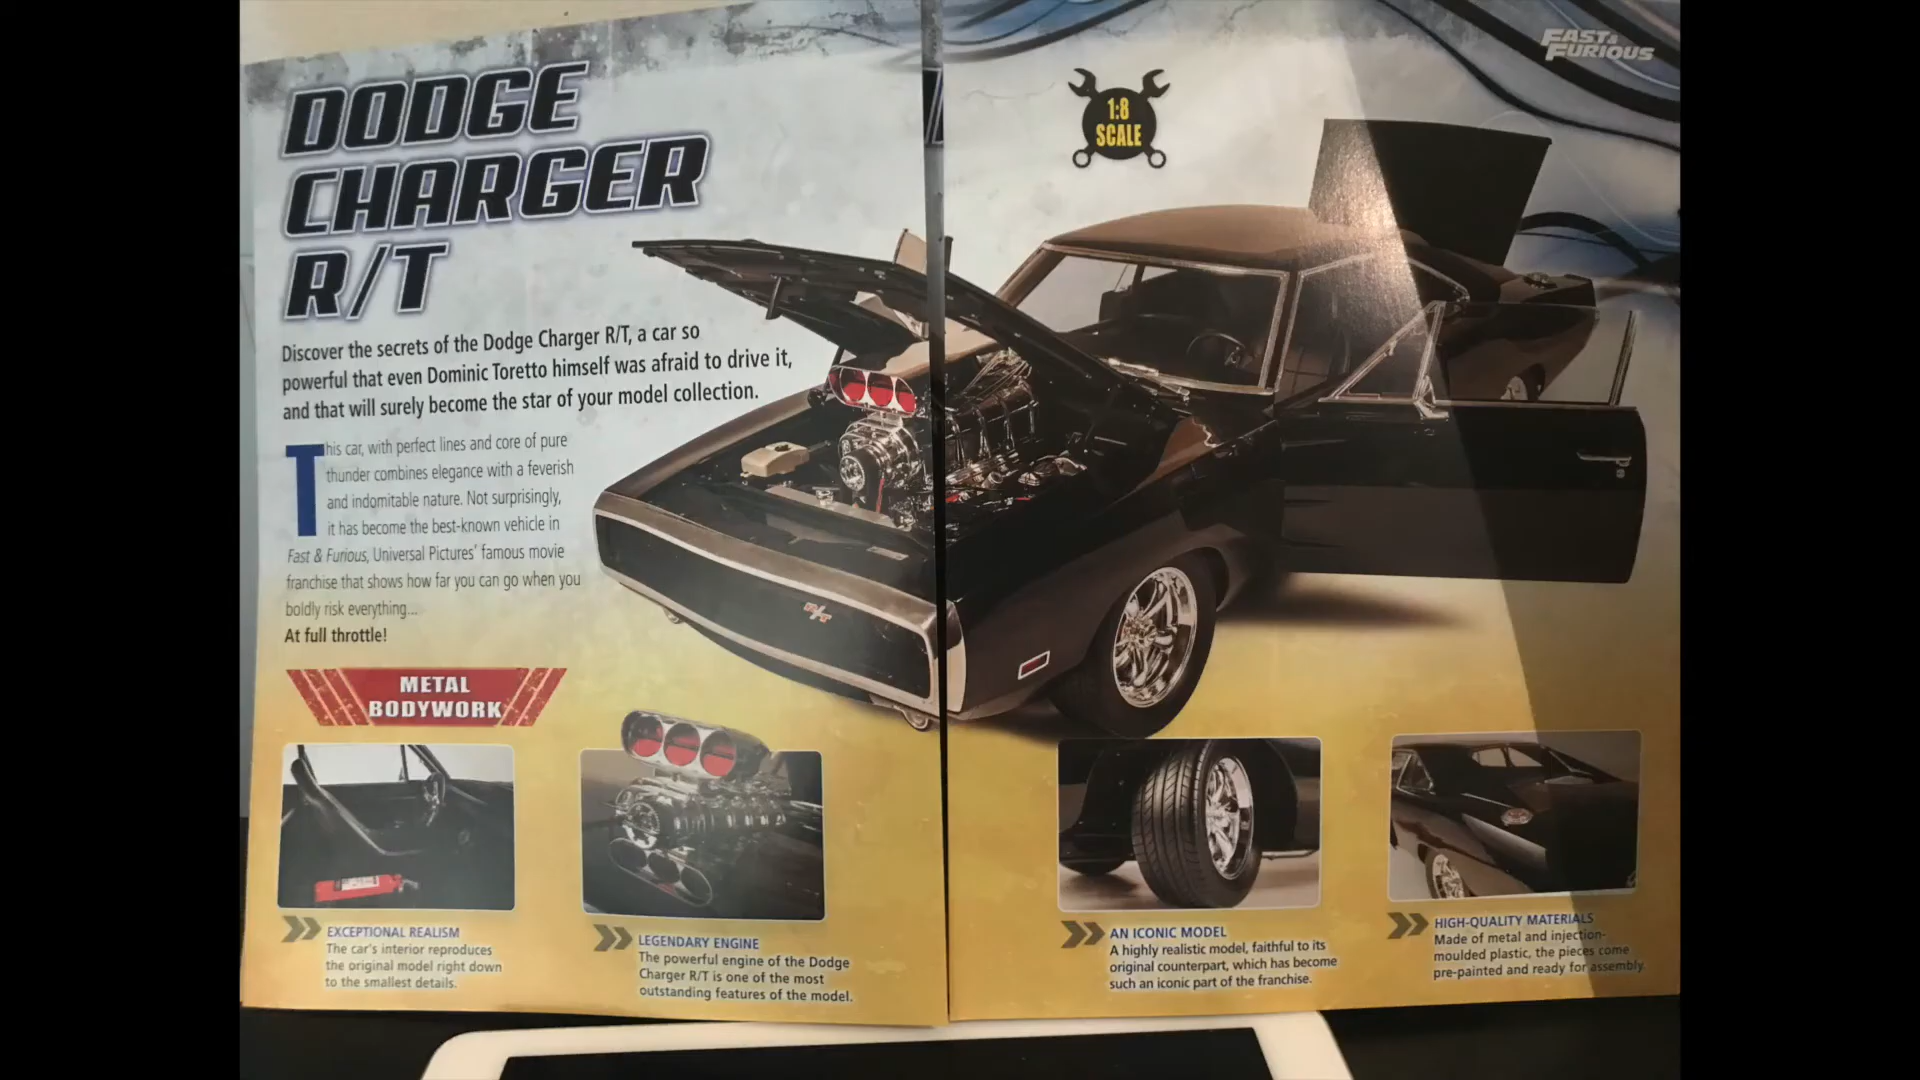 DODGE
CHARGER
R/T
Discover the secrets of the Dodge Charger R/T, a car so
powerful that even Dominic Toretto himself was afraid to drive it,
and that will surely become the star of your model collection.
This car, with perfect lines and core of pure
thunder combines elegance with a feverish
and indomitable nature. Not surprisingly,
it has become the best-known vehicle in
Fast & Furious, Universal Pictures' famous movie
franchise that shows how far you can go when you
boldly risk everything...
At full throttle!
METAL
BODYWORK
EXCEPTIONAL REALISM
The car's interior reproduces
the original model right down
to the smallest details.
LEGENDARY ENGINE
The powerful engine of the Dodge
Charger R/T is one of the most
outstanding features of the model.
FAST &
FURIOUS
1:8
SCALE
R/T
AN ICONIC MODEL
A highly realistic model, faithful to its
original counterpart, which has become
such an iconic part of the franchise.
HIGH-QUALITY MATERIALS
Made of metal and injection-
moulded plastic, the pieces come
pre-painted and ready for assembly.